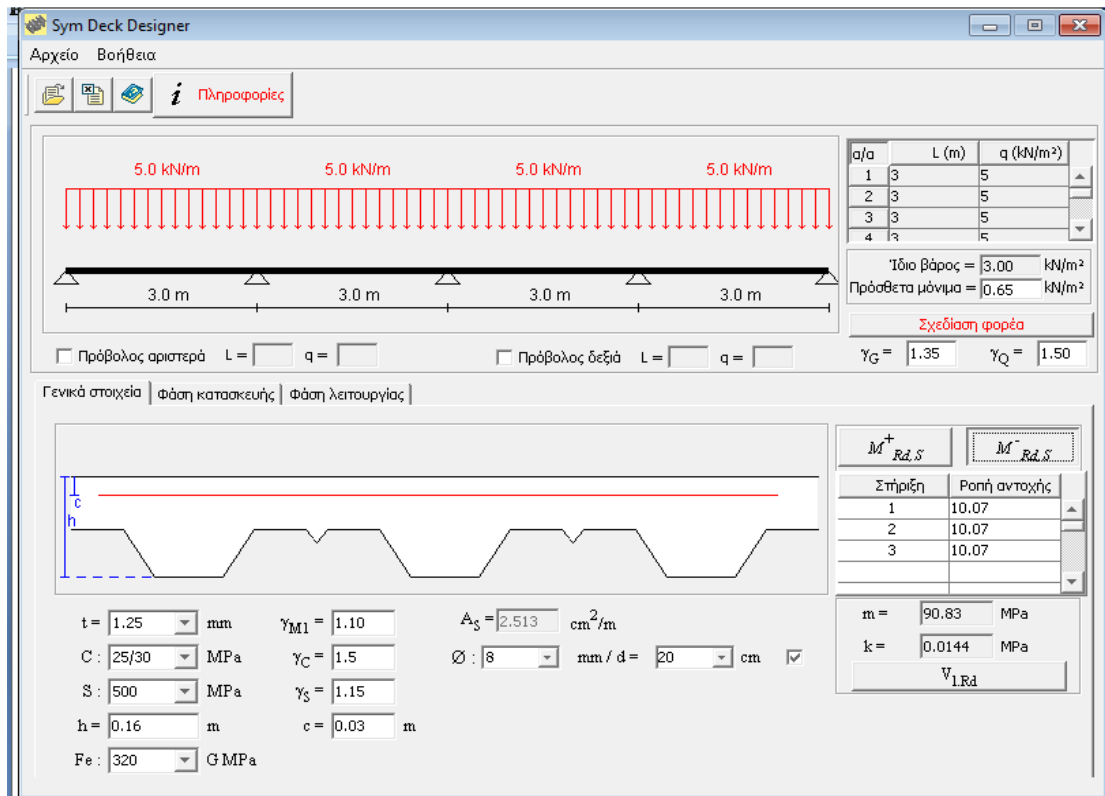 Sym Deck Designer
Αρχείο Βοήθεια
i Πληροφορίες
5.0 kN/m 5.0 kN/m 5.0 kN/m 5.0 kN/m
3.0 m 3.0 m 3.0 m 3.0 m
α/α L (m) q (kN/m²)
1 3 5
2 3 5
3 3 5
4 3 5
Ίδιο βάρος = 3.00 kN/m²
Πρόσθετα μόνιμα = 0.65 kN/m²
Σχεδίαση φορέα
Πρόβολος αριστερά L = q =
Πρόβολος δεξιά L = q =
γG = 1.35 γQ = 1.50
Γενικά στοιχεία Φάση κατασκευής Φάση λειτουργίας
c
h
M+Rd,S M-Rd,S
Στήριξη Ροπή αντοχής
1 10.07
2 10.07
3 10.07
t = 1.25 mm γM1 = 1.10 AS = 2.513 cm2/m
C : 25/30 MPa γC = 1.5 Ø : 8 mm / d = 20 cm
S : 500 MPa γS = 1.15
h = 0.16 m c = 0.03 m
Fe : 320 G MPa
m = 90.83 MPa
k = 0.0144 MPa
V1.Rd